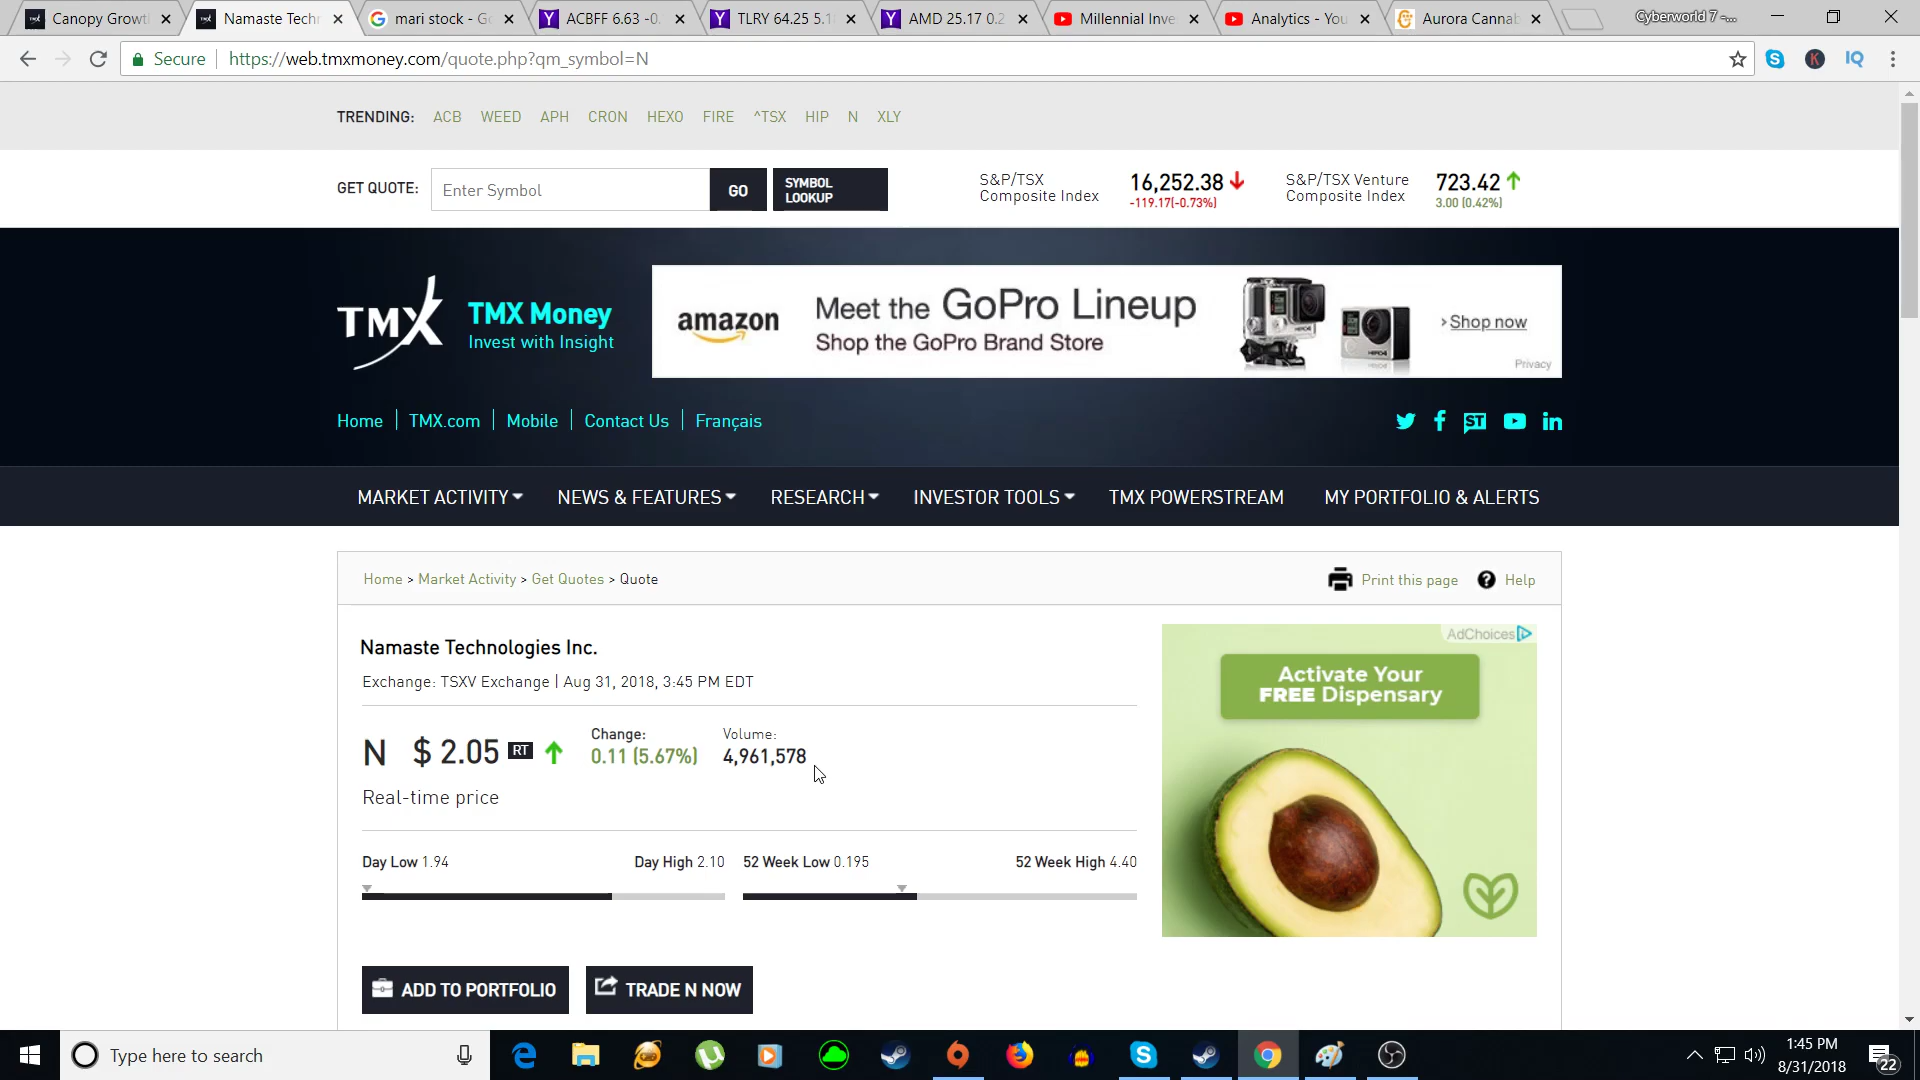 Canopy Growt
Namaste Tech
mari stock - Go
ACBFF 6.63 -0.
TLRY 64.25 5.1
AMD 25.17 0.2
Millennial Inve
Analytics - You
Aurora Cannab
Cyberworld 7 -...
Secure
https://web.tmxmoney.com/quote.php?qm_symbol=N
IQ
TRENDING: ACB WEED APH CRON HEXO FIRE ^TSX HIP N XLY
GET QUOTE:
Enter Symbol
GO
SYMBOL
LOOKUP
S&P/TSX
Composite Index
16,252.38
-119.17(-0.73%)
S&P/TSX Venture
Composite Index
723.42
3.00 (0.42%)
TMX
TMX Money
Invest with Insight
amazon
Meet the GoPro Lineup
Shop the GoPro Brand Store
Shop now
Privacy
Home | TMX.com | Mobile | Contact Us | Français
MARKET ACTIVITY
NEWS & FEATURES
RESEARCH
INVESTOR TOOLS
TMX POWERSTREAM
MY PORTFOLIO & ALERTS
Home > Market Activity > Get Quotes > Quote
Print this page
Help
Namaste Technologies Inc.
Exchange: TSXV Exchange | Aug 31, 2018, 3:45 PM EDT
N $ 2.05 RT
Change:
0.11 (5.67%)
Volume:
4,961,578
Real-time price
Day Low 1.94
Day High 2.10
52 Week Low 0.195
52 Week High 4.40
ADD TO PORTFOLIO
TRADE N NOW
AdChoices
Activate Your
FREE Dispensary
Type here to search
1:45 PM
8/31/2018
22